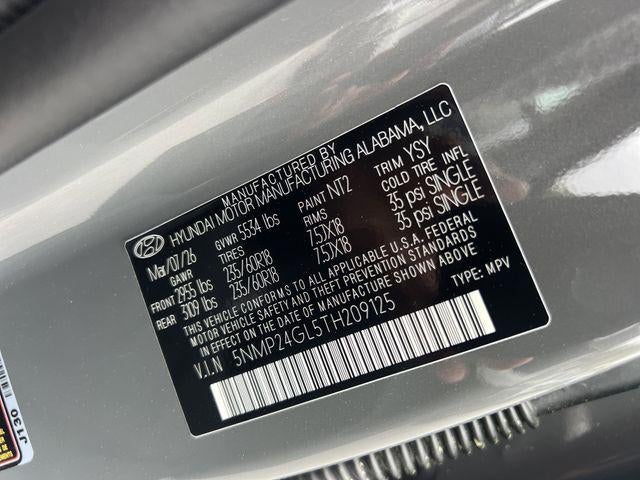 MANUFACTURED BY
HYUNDAI MOTOR MANUFACTURING ALABAMA, LLC
Mar/07/26 GVWR 5534 lbs PAINT NT2 TRIM YSY
GAWR TIRES RIMS COLD TIRE INFL
FRONT 2955 lbs 235/60R18 7.5JX18 35 psi SINGLE
REAR 3109 lbs 235/60R18 7.5JX18 35 psi SINGLE
THIS VEHICLE CONFORMS TO ALL APPLICABLE U.S.A. FEDERAL
MOTOR VEHICLE SAFETY AND THEFT PREVENTION STANDARDS
IN EFFECT ON THE DATE OF MANUFACTURE SHOWN ABOVE
V.I.N 5NMP24GL5TH209125 TYPE: MPV
J130